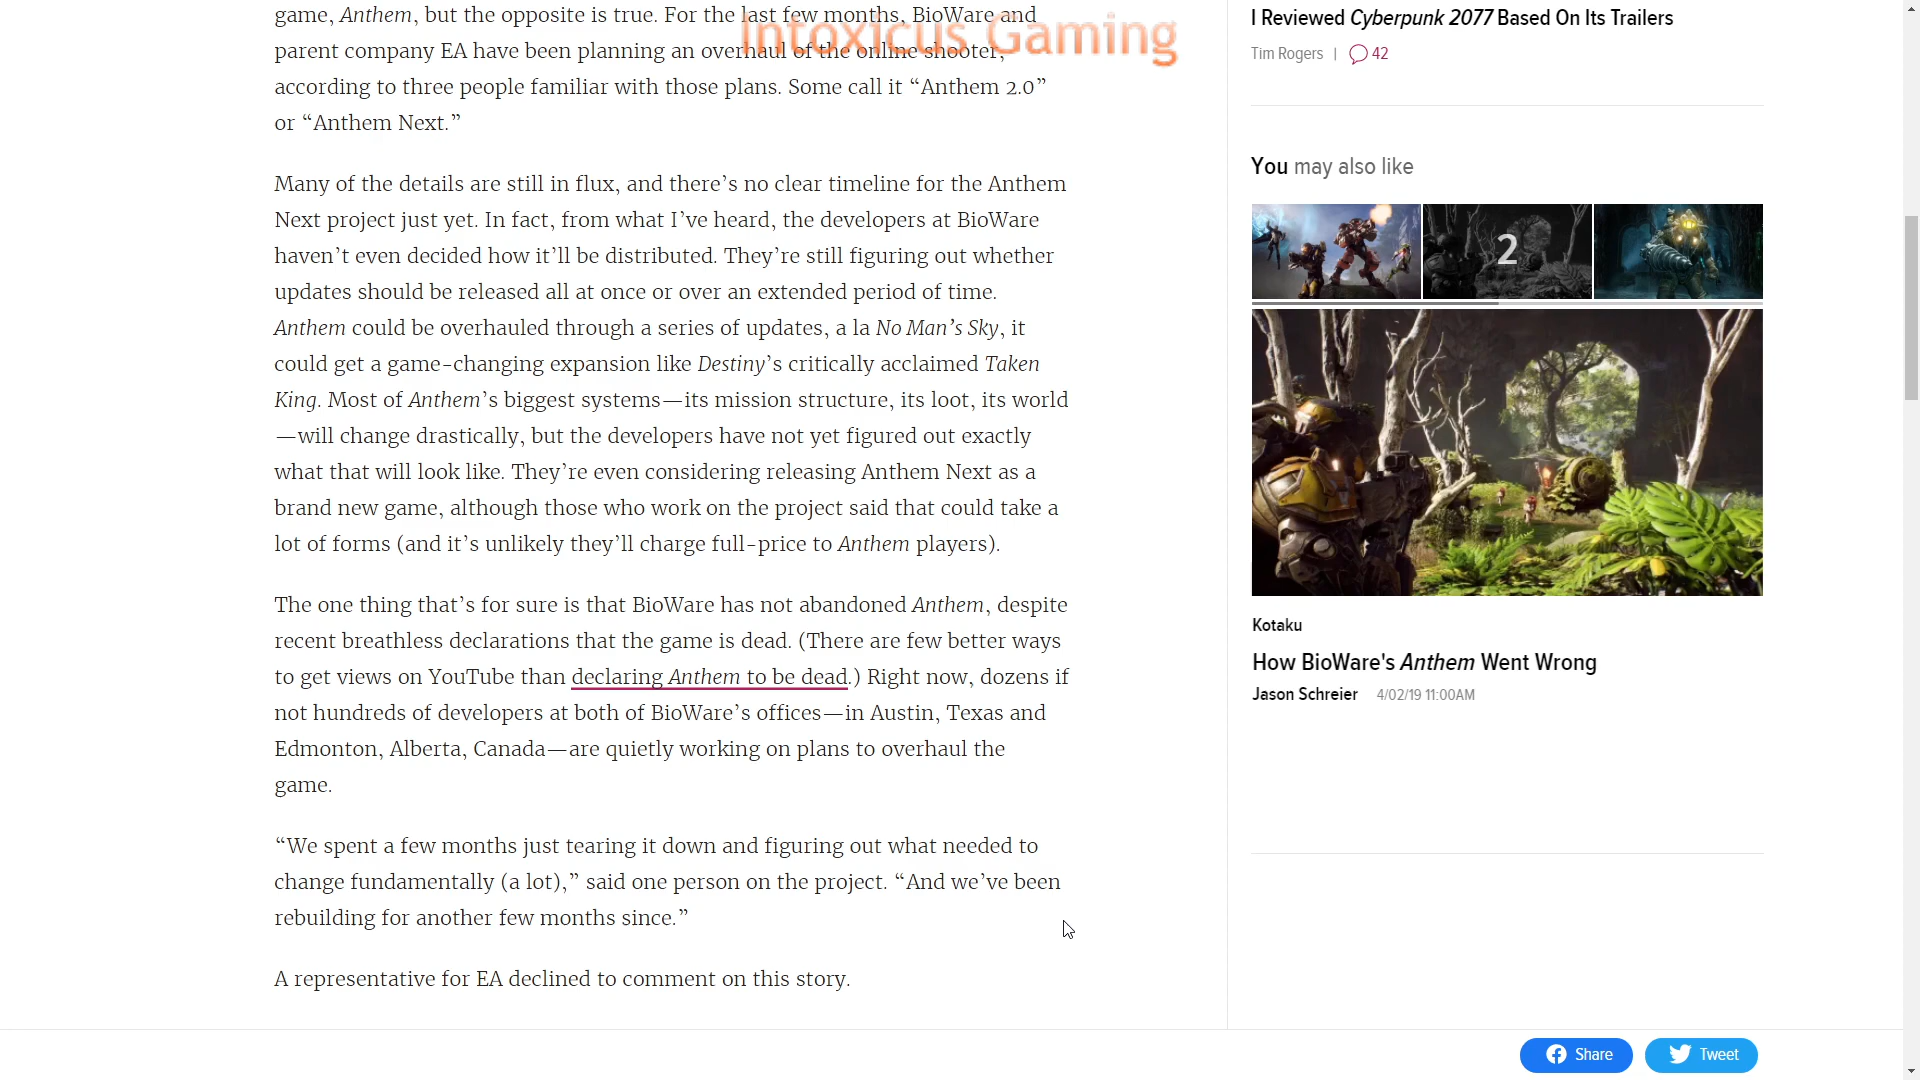 game, Anthem, but the opposite is true. For the last few months, BioWare and
Intoxicus Gaming
parent company EA have been planning an overhaul of the online shooter,
according to three people familiar with those plans. Some call it “Anthem 2.0”
or “Anthem Next.”
Many of the details are still in flux, and there’s no clear timeline for the Anthem
Next project just yet. In fact, from what I’ve heard, the developers at BioWare
haven’t even decided how it’ll be distributed. They’re still figuring out whether
updates should be released all at once or over an extended period of time.
Anthem could be overhauled through a series of updates, a la No Man’s Sky, it
could get a game-changing expansion like Destiny’s critically acclaimed Taken
King. Most of Anthem’s biggest systems—its mission structure, its loot, its world
—will change drastically, but the developers have not yet figured out exactly
what that will look like. They’re even considering releasing Anthem Next as a
brand new game, although those who work on the project said that could take a
lot of forms (and it’s unlikely they’ll charge full-price to Anthem players).
The one thing that’s for sure is that BioWare has not abandoned Anthem, despite
recent breathless declarations that the game is dead. (There are few better ways
to get views on YouTube than declaring Anthem to be dead.) Right now, dozens if
not hundreds of developers at both of BioWare’s offices—in Austin, Texas and
Edmonton, Alberta, Canada—are quietly working on plans to overhaul the
game.
“We spent a few months just tearing it down and figuring out what needed to
change fundamentally (a lot),” said one person on the project. “And we’ve been
rebuilding for another few months since.”
A representative for EA declined to comment on this story.
I Reviewed Cyberpunk 2077 Based On Its Trailers
Tim Rogers | 42
You may also like
2
Kotaku
How BioWare's Anthem Went Wrong
Jason Schreier 4/02/19 11:00AM
Share
Tweet